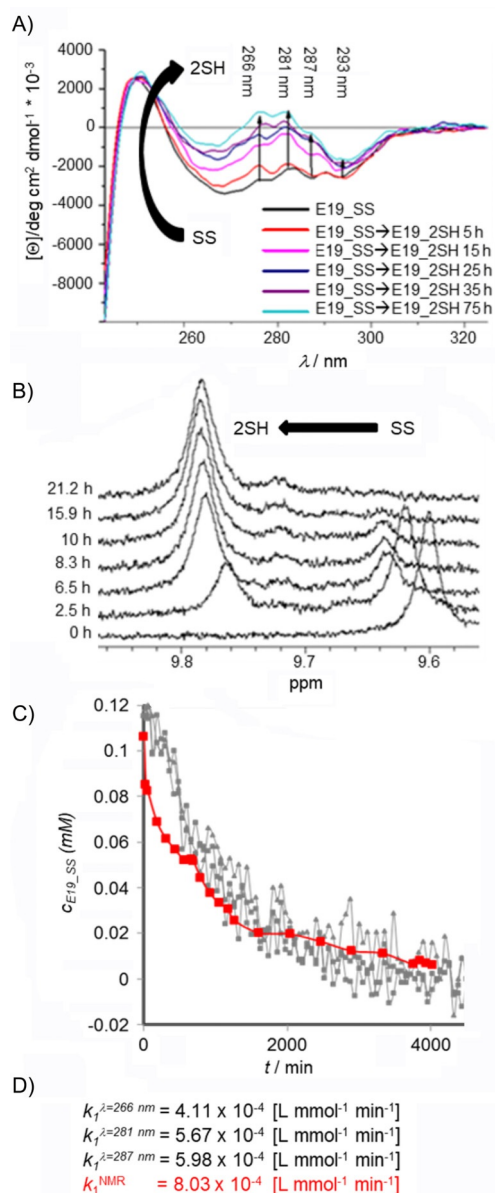 A)
[Θ]/deg cm2 dmol-1 * 10-3
4000
2000
0
-2000
-4000
-6000
-8000
2SH
SS
266 nm
281 nm
287 nm
293 nm
E19_SS
E19_SS→E19_2SH 5 h
E19_SS→E19_2SH 15 h
E19_SS→E19_2SH 25 h
E19_SS→E19_2SH 35 h
E19_SS→E19_2SH 75 h
260 280 300 320
λ / nm
B)
2SH SS
21.2 h
15.9 h
10 h
8.3 h
6.5 h
2.5 h
0 h
9.8 9.7 9.6
ppm
C)
cE19_SS (mM)
0.12
0.1
0.08
0.06
0.04
0.02
0
-0.02
0 2000 4000
t / min
D)
k1λ=266 nm = 4.11 x 10-4 [L mmol-1 min-1]
k1λ=281 nm = 5.67 x 10-4 [L mmol-1 min-1]
k1λ=287 nm = 5.98 x 10-4 [L mmol-1 min-1]
k1NMR = 8.03 x 10-4 [L mmol-1 min-1]